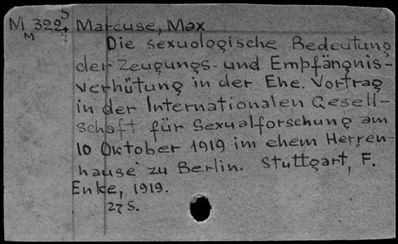 M 322 5 Marcuse, Max
M 4 Die sexuologische Bedeutung
der Zeugungs- und Empfängnis-
verhütung in der Ehe. Vortrag
in der Internationalen Gesell-
schaft für Sexualforschung am
10 Oktober 1919 im ehem Herren-
hause zu Berlin. Stuttgart, F.
Enke, 1919.
27 S.